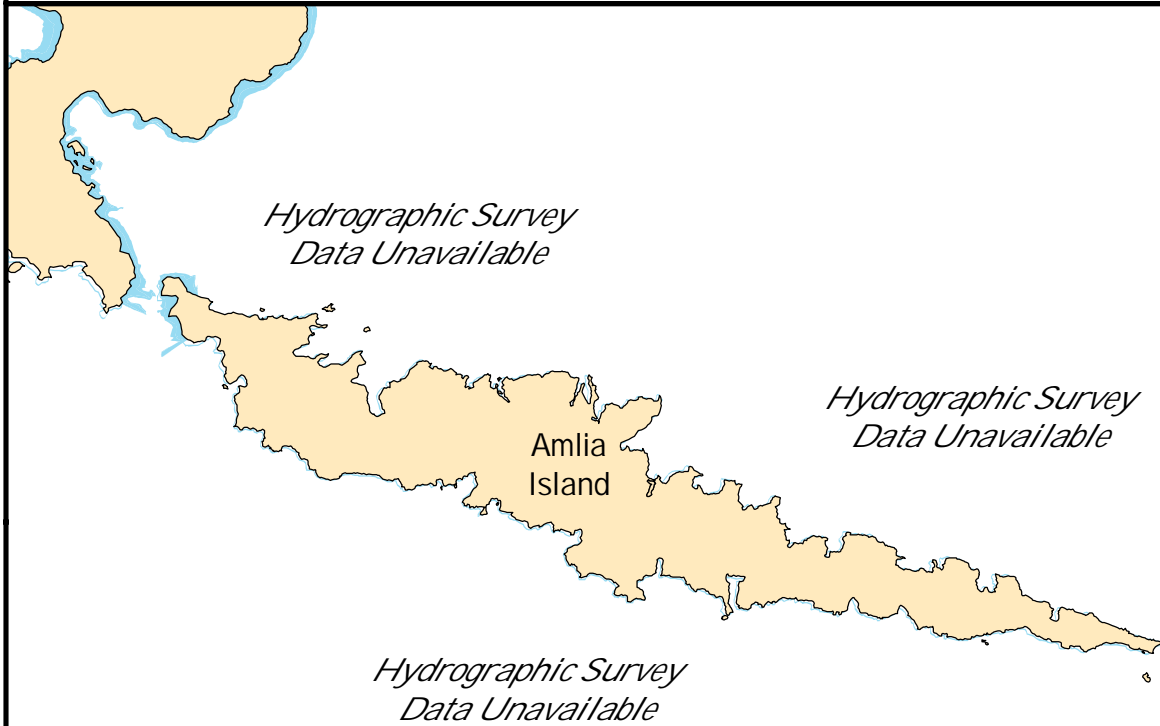 Hydrographic Survey
Data Unavailable
Hydrographic Survey
Data Unavailable
Amlia
Island
Hydrographic Survey
Data Unavailable